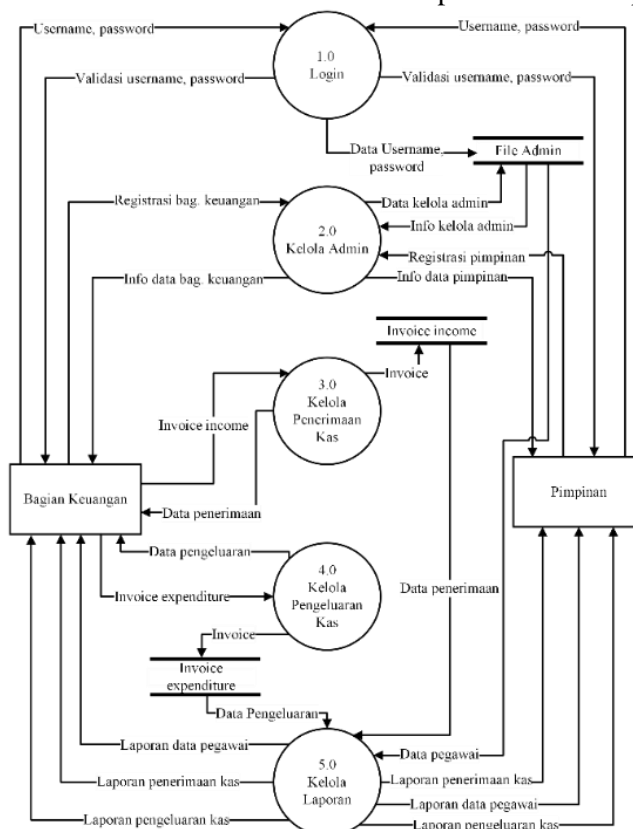 Username, password
Username, password
1.0
Login
Validasi username, password
Validasi username, password
Data Username,
password
File Admin
Registrasi bag. keuangan
Data kelola admin
Info kelola admin
2.0
Kelola Admin
Registrasi pimpinan
Info data bag. keuangan
Info data pimpinan
Invoice income
Invoice
3.0
Kelola
Penerimaan
Kas
Invoice income
Bagian Keuangan
Pimpinan
Data penerimaan
Data pengeluaran
4.0
Kelola
Pengeluaran
Kas
Data penerimaan
Invoice expenditure
Invoice
Invoice
expenditure
Data Pengeluaran
Laporan data pegawai
Data pegawai
5.0
Kelola
Laporan
Laporan penerimaan kas
Laporan penerimaan kas
Laporan data pegawai
Laporan pengeluaran kas
Laporan pengeluaran kas